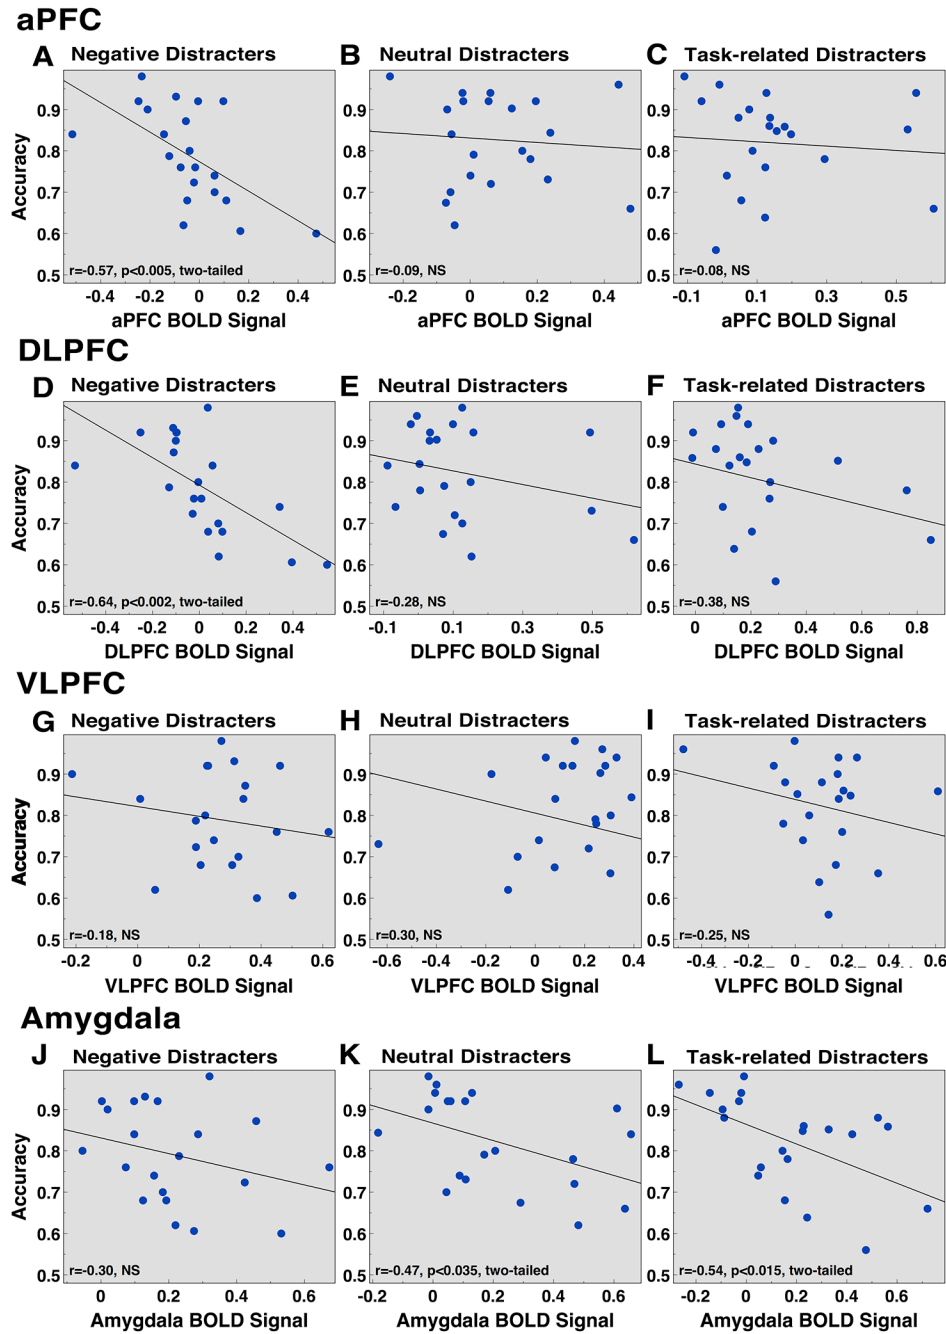 aPFC
A Negative Distracters B Neutral Distracters C Task-related Distracters
Accuracy
0.9
0.8
0.7
0.6
0.5
r=-0.57, p<0.005, two-tailed
r=-0.09, NS
r=-0.08, NS
-0.4 -0.2 0 0.2 0.4
-0.2 0 0.2 0.4
-0.1 0.1 0.3 0.5
aPFC BOLD Signal aPFC BOLD Signal aPFC BOLD Signal
DLPFC
D Negative Distracters E Neutral Distracters F Task-related Distracters
Accuracy
0.9
0.8
0.7
0.6
0.5
r=-0.64, p<0.002, two-tailed
r=-0.28, NS
r=-0.38, NS
-0.4 -0.2 0 0.2 0.4
-0.1 0.1 0.3 0.5
0 0.2 0.4 0.6 0.8
DLPFC BOLD Signal DLPFC BOLD Signal DLPFC BOLD Signal
VLPFC
G Negative Distracters H Neutral Distracters I Task-related Distracters
Accuracy
0.9
0.8
0.7
0.6
0.5
r=-0.18, NS
r=0.30, NS
r=-0.25, NS
-0.2 0 0.2 0.4 0.6
-0.6 -0.4 -0.2 0 0.2 0.4
-0.4 -0.2 0 0.2 0.4 0.6
VLPFC BOLD Signal VLPFC BOLD Signal VLPFC BOLD Signal
Amygdala
J Negative Distracters K Neutral Distracters L Task-related Distracters
Accuracy
0.9
0.8
0.7
0.6
0.5
r=-0.30, NS
r=-0.47, p<0.035, two-tailed
r=-0.54, p<0.015, two-tailed
0 0.2 0.4 0.6
-0.2 0 0.2 0.4 0.6
-0.2 0 0.2 0.4 0.6
Amygdala BOLD Signal Amygdala BOLD Signal Amygdala BOLD Signal